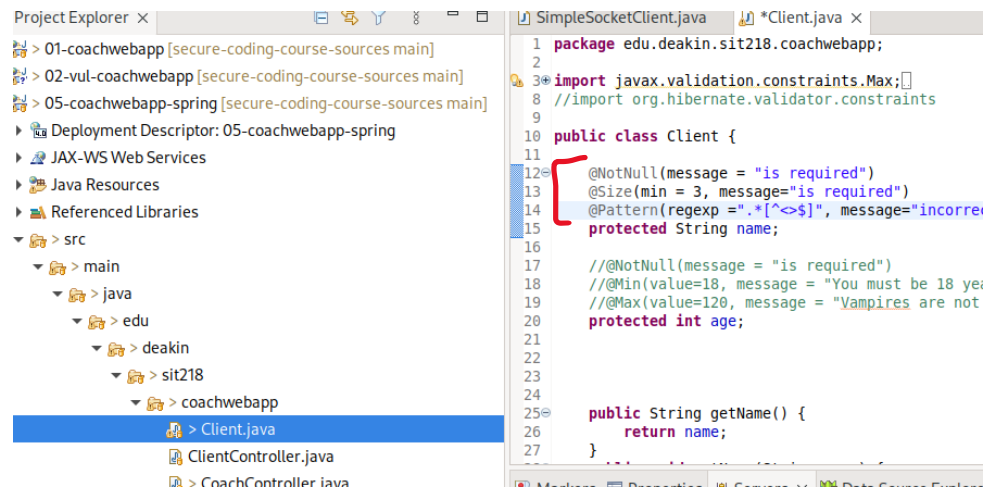 Project Explorer ×
> 01-coachwebapp [secure-coding-course-sources main]
> 02-vul-coachwebapp [secure-coding-course-sources main]
> 05-coachwebapp-spring [secure-coding-course-sources main]
Deployment Descriptor: 05-coachwebapp-spring
JAX-WS Web Services
Java Resources
Referenced Libraries
> src
> main
> java
> edu
> deakin
> sit218
> coachwebapp
> Client.java
ClientController.java
> CoachController.java
SimpleSocketClient.java
*Client.java ×
1 package edu.deakin.sit218.coachwebapp;
2
3 import javax.validation.constraints.Max;
8 //import org.hibernate.validator.constraints
9
10 public class Client {
11
12 @NotNull(message = "is required")
13 @Size(min = 3, message="is required")
14 @Pattern(regexp =".*[^<>$]", message="incorrec
15 protected String name;
16
17 //@NotNull(message = "is required")
18 //@Min(value=18, message = "You must be 18 yea
19 //@Max(value=120, message = "Vampires are not
20 protected int age;
21
22
23
24
25 public String getName() {
26 return name;
27 }
Markers Properties Servers × Data Source Explorer